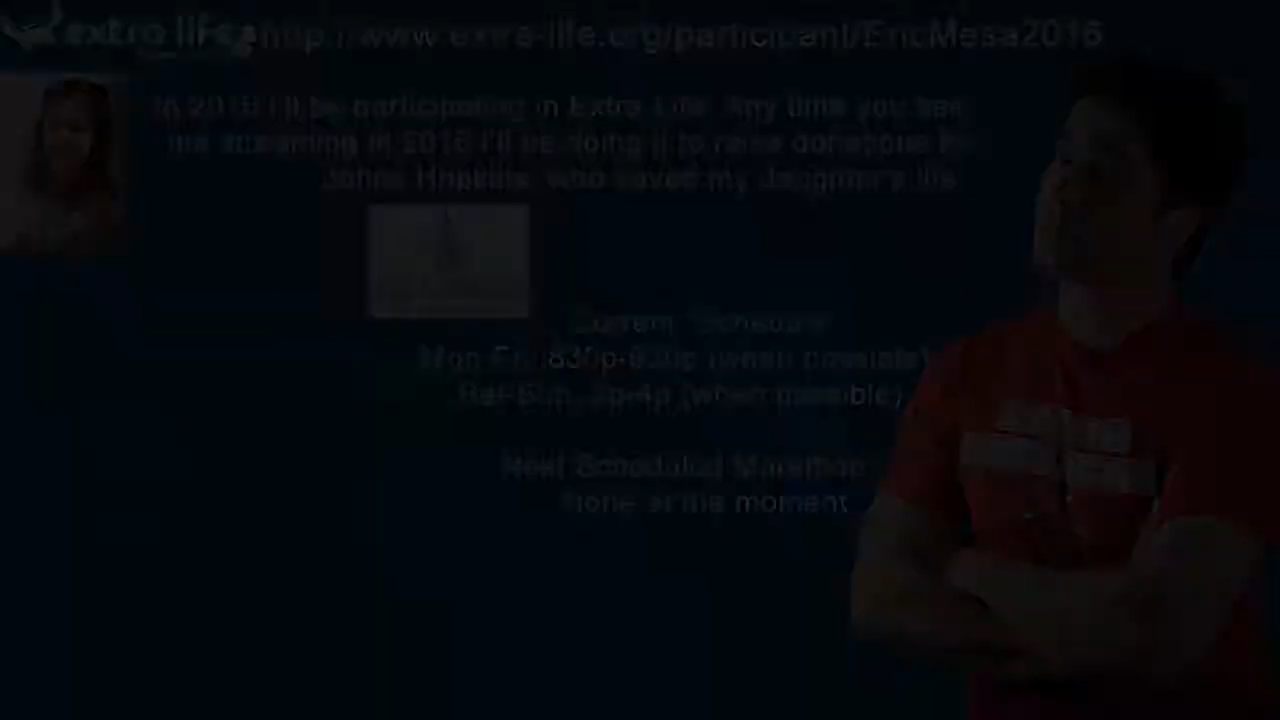 extra life http://www.extra-life.org/participant/EricMesa2016
In 2016 I'll be participating in Extra Life. Any time you see
me streaming in 2016 I'll be doing it to raise donations for
Johns Hopkins, who saved my daughter's life
Current Schedule
Mon-Fri 830p-930p (when possible)
(when possible)
Next Scheduled Marathon
None at the moment